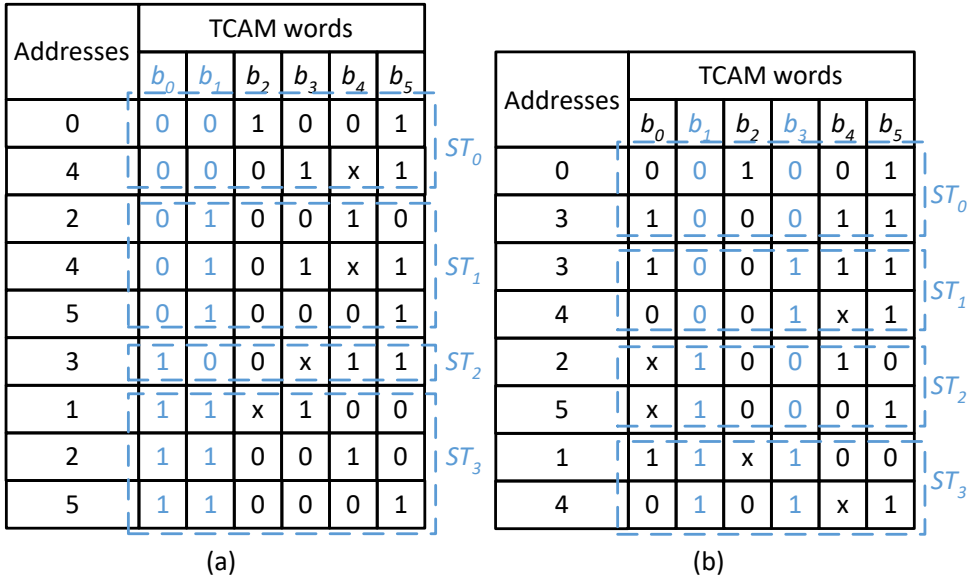 Addresses TCAM words
b0 b1 b2 b3 b4 b5
0 0 0 1 0 0 1
4 0 0 0 1 x 1
ST0
2 0 1 0 0 1 0
4 0 1 0 1 x 1
5 0 1 0 0 0 1
ST1
3 1 0 0 x 1 1
ST2
1 1 1 x 1 0 0
2 1 1 0 0 1 0
5 1 1 0 0 0 1
ST3
(a)
Addresses TCAM words
b0 b1 b2 b3 b4 b5
0 0 0 1 0 0 1
3 1 0 0 0 1 1
ST0
3 1 0 0 1 1 1
4 0 0 0 1 x 1
ST1
2 x 1 0 0 1 0
5 x 1 0 0 0 1
ST2
1 1 1 x 1 0 0
4 0 1 0 1 x 1
ST3
(b)